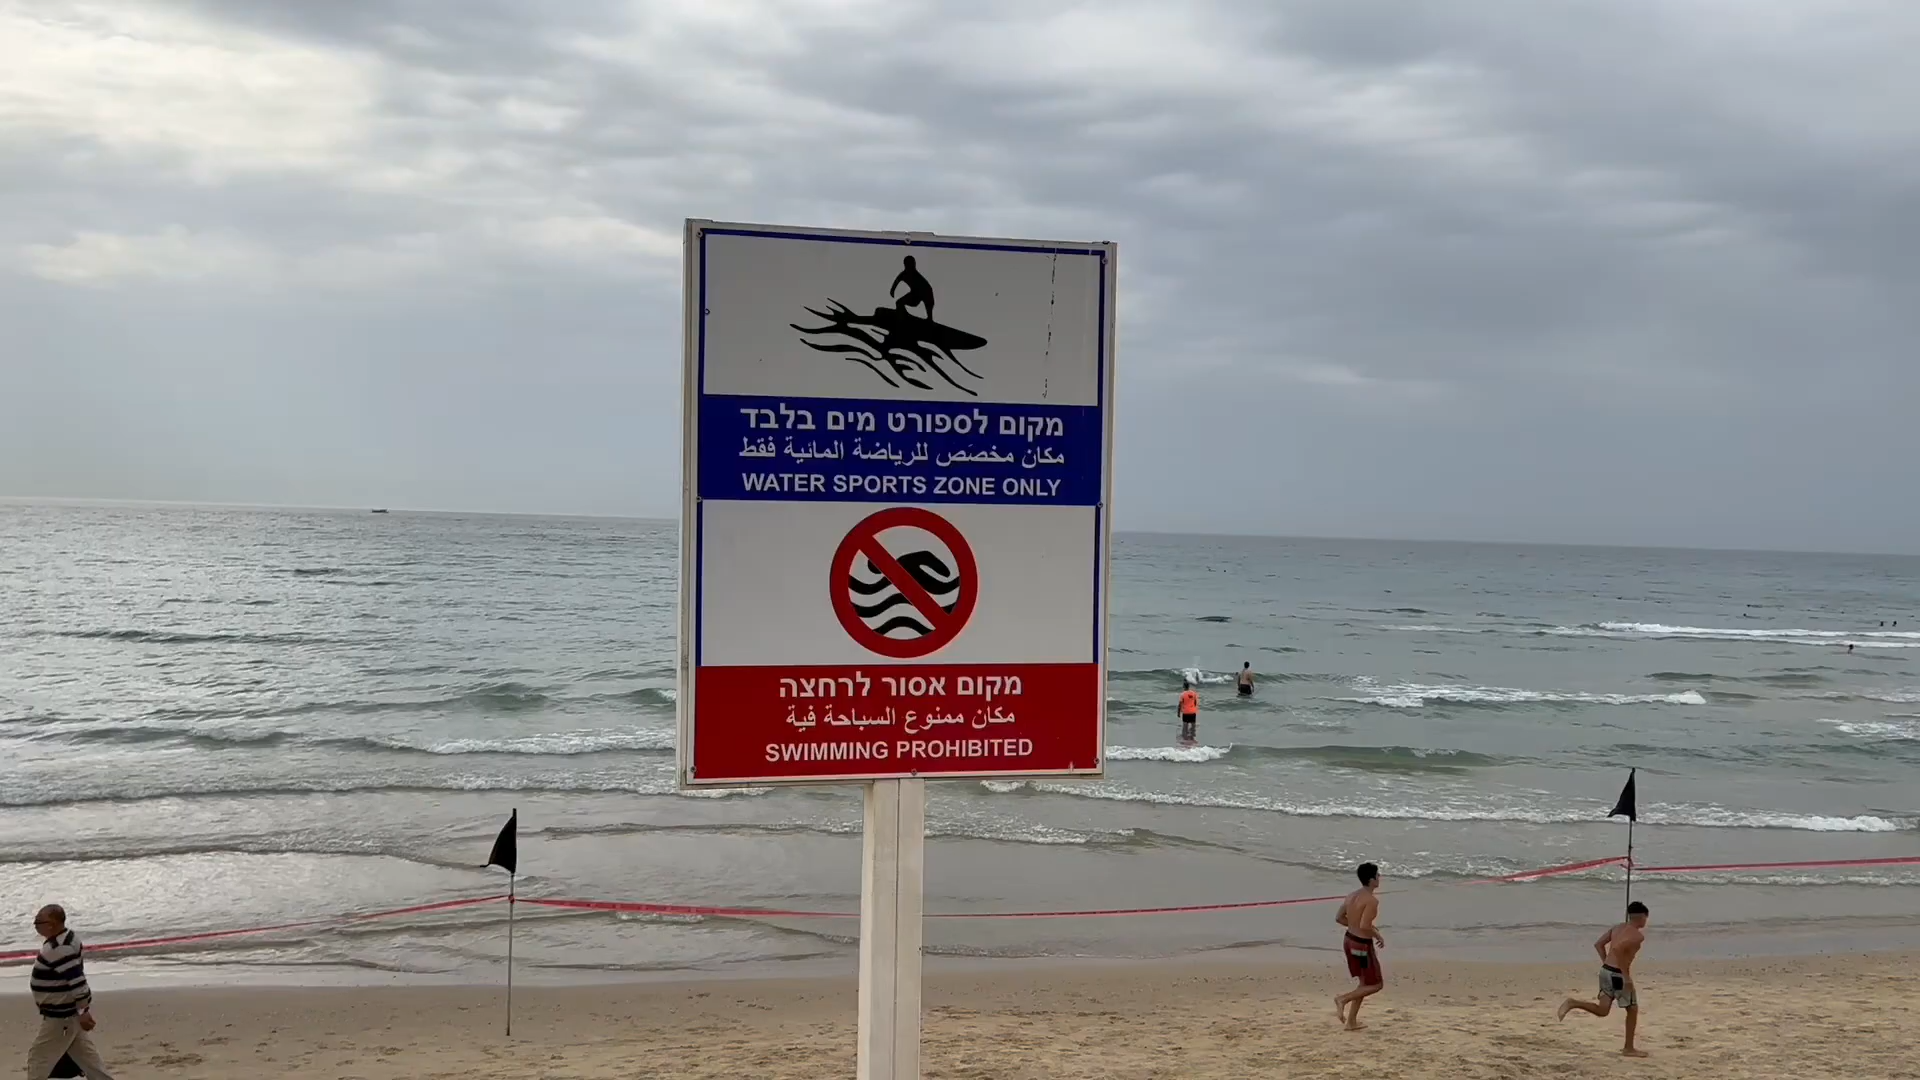 מקום לספורט מים בלבד
مكان مخصَص للرياضة المائية فقط
WATER SPORTS ZONE ONLY
מקום אסור לרחצה
مكان ممنوع السباحة فية
SWIMMING PROHIBITED